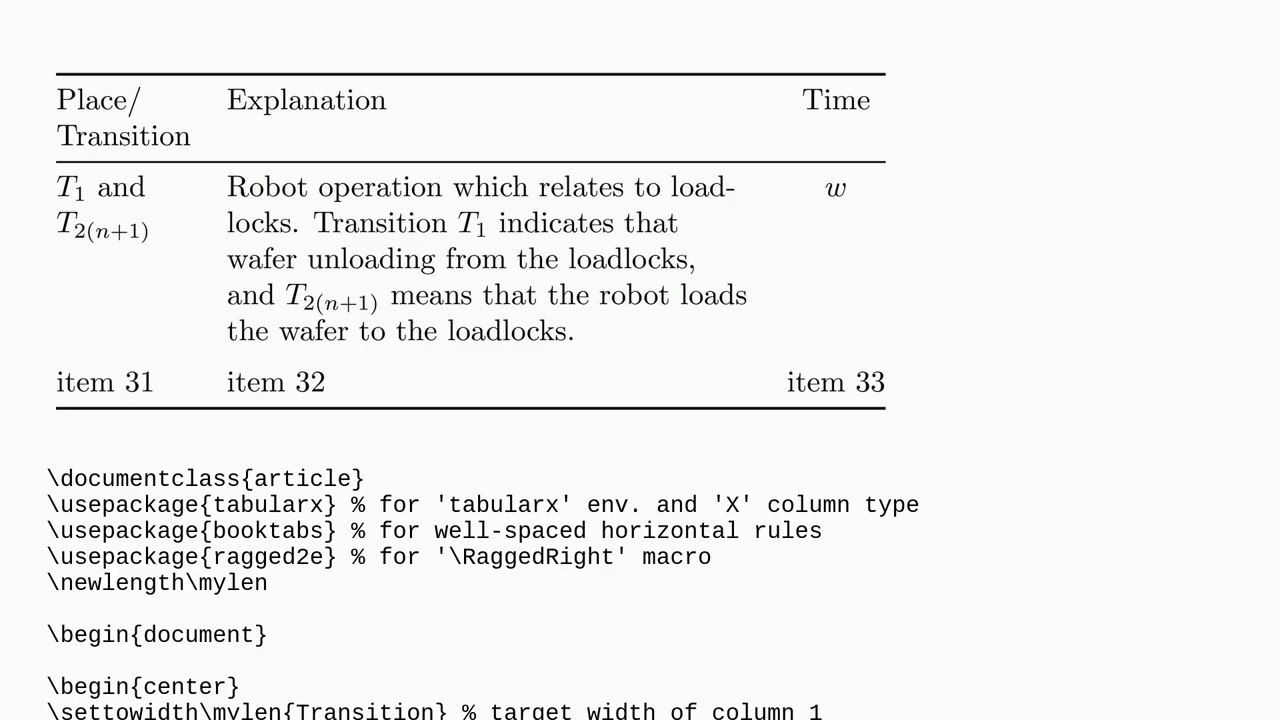 Place/ Explanation Time
Transition
T1 and Robot operation which relates to load- w
T2(n+1) locks. Transition T1 indicates that
wafer unloading from the loadlocks,
and T2(n+1) means that the robot loads
the wafer to the loadlocks.
item 31 item 32 item 33
\documentclass{article}
\usepackage{tabularx} % for 'tabularx' env. and 'X' column type
\usepackage{booktabs} % for well-spaced horizontal rules
\usepackage{ragged2e} % for '\RaggedRight' macro
\newlength\mylen
\begin{document}
\begin{center}
\settowidth\mylen{Transition} % target width of column 1